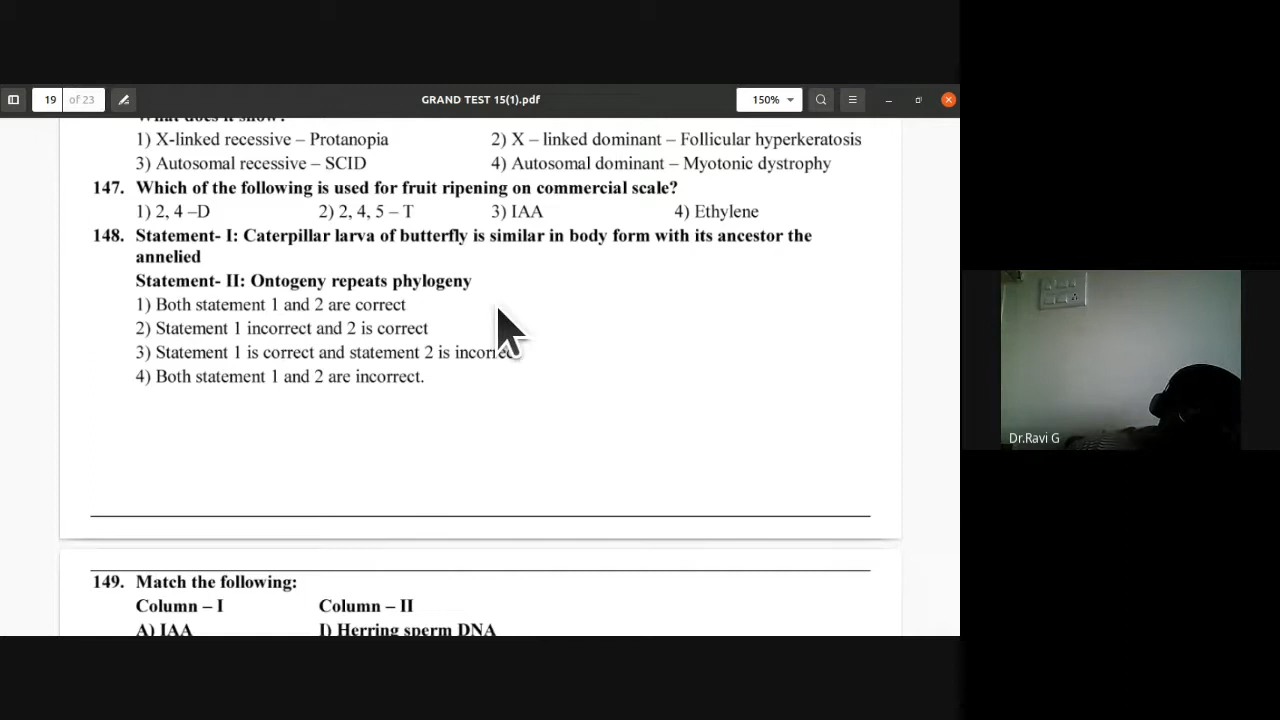 19 of 23
GRAND TEST 15(1).pdf
150%
What does it show?
1) X-linked recessive – Protanopia 2) X – linked dominant – Follicular hyperkeratosis
3) Autosomal recessive – SCID 4) Autosomal dominant – Myotonic dystrophy
147. Which of the following is used for fruit ripening on commercial scale?
1) 2, 4 –D 2) 2, 4, 5 – T 3) IAA 4) Ethylene
148. Statement- I: Caterpillar larva of butterfly is similar in body form with its ancestor the
annelied
Statement- II: Ontogeny repeats phylogeny
1) Both statement 1 and 2 are correct
2) Statement 1 incorrect and 2 is correct
3) Statement 1 is correct and statement 2 is incorrect
4) Both statement 1 and 2 are incorrect.
Dr.Ravi G
149. Match the following:
Column – I Column – II
A) IAA I) Herring sperm DNA